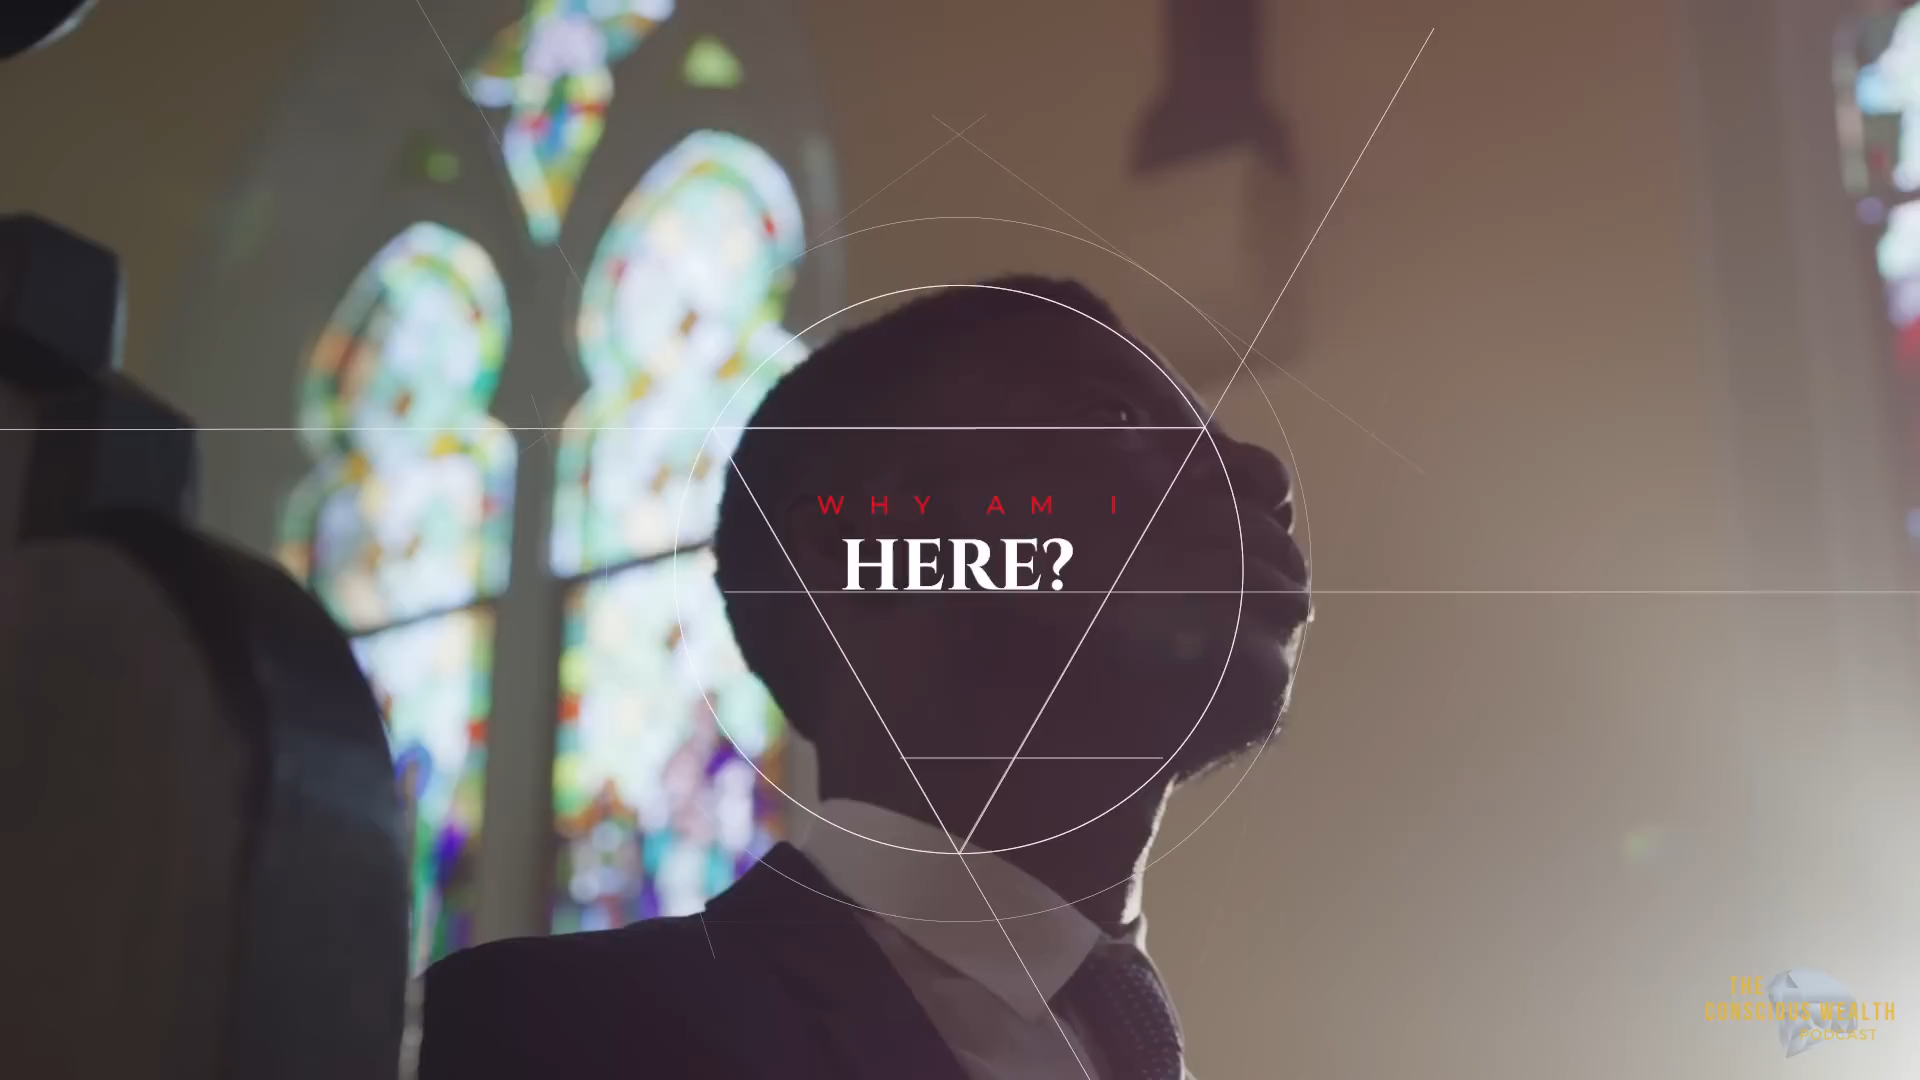 WHY AM I
HERE?
THE
CONSCIOUS WEALTH
PODCAST